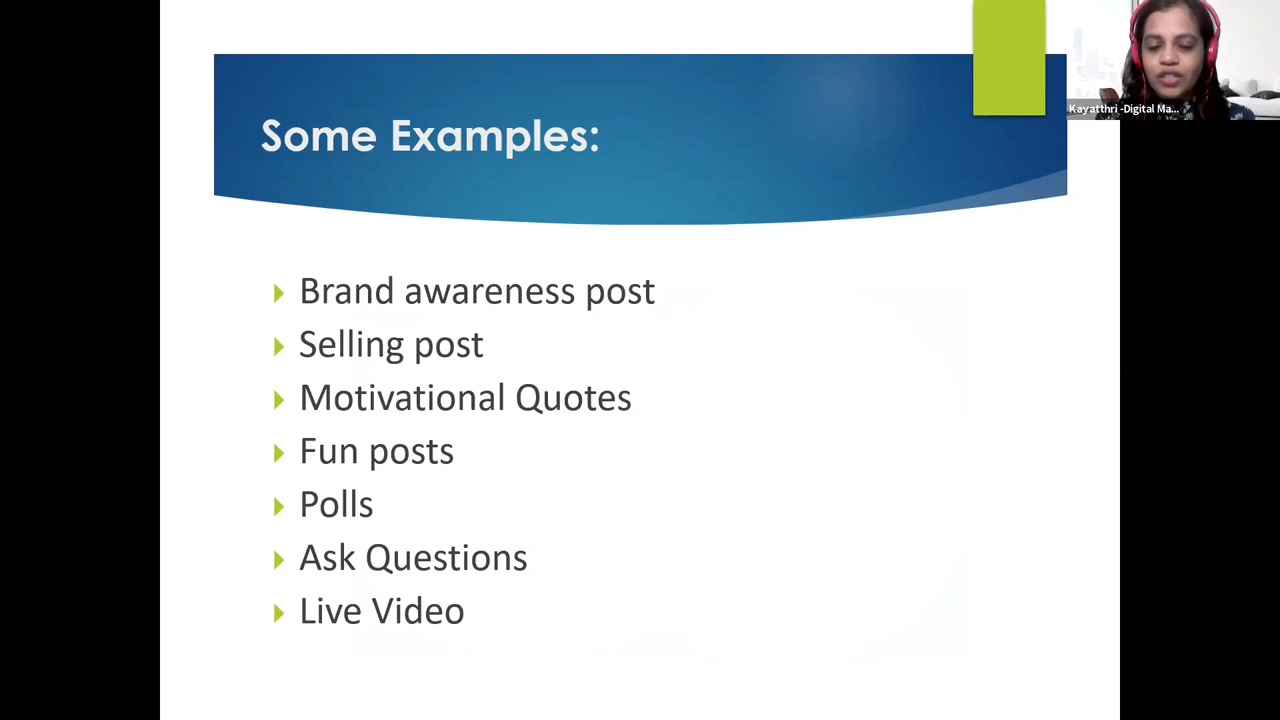 Some Examples:
Kayatthri -Digital Ma...
Brand awareness post
Selling post
Motivational Quotes
Fun posts
Polls
Ask Questions
Live Video